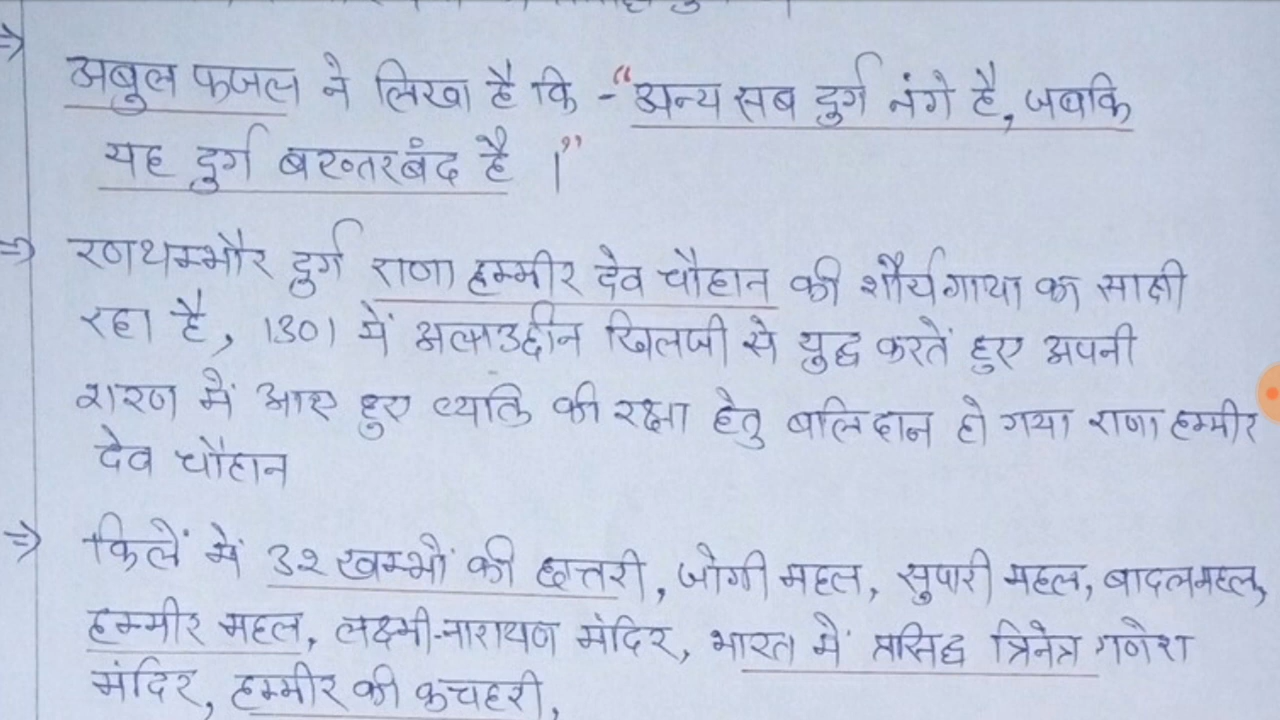 ⇒ अबुल फजल ने लिखा है कि - “अन्य सब दुर्ग नंगे है, जबकि
यह दुर्ग बख्तरबंद है ।”
⇒ रणथम्भौर दुर्ग राणा हम्मीर देव चौहान की शौर्यगाथा का साक्षी
रहा है, 1301 में अलाउद्दीन खिलजी से युद्ध करतें हुए अपनी
शरण में आए हुए व्यक्ति की रक्षा हेतु बलिदान हो गया राणा हम्मीर
देव चौहान
⇒ किलें में 32 खम्भों की छत्तरी, जोगी महल, सुपारी महल, बादलमहल,
हम्मीर महल, लक्ष्मी-नारायण मंदिर, भारत में प्रसिद्ध त्रिनेत्र गणेश
मंदिर, हम्मीर की कचहरी,